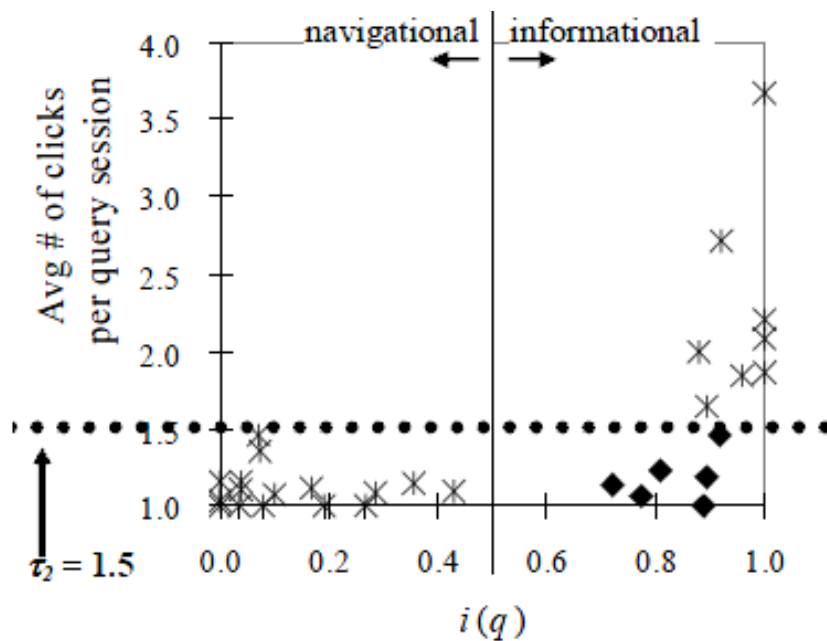 navigational informational
4.0
3.5
3.0
2.5
2.0
1.5
1.0
Avg # of clicks
per query session
τ₂ = 1.5
0.0 0.2 0.4 0.6 0.8 1.0
i (q)